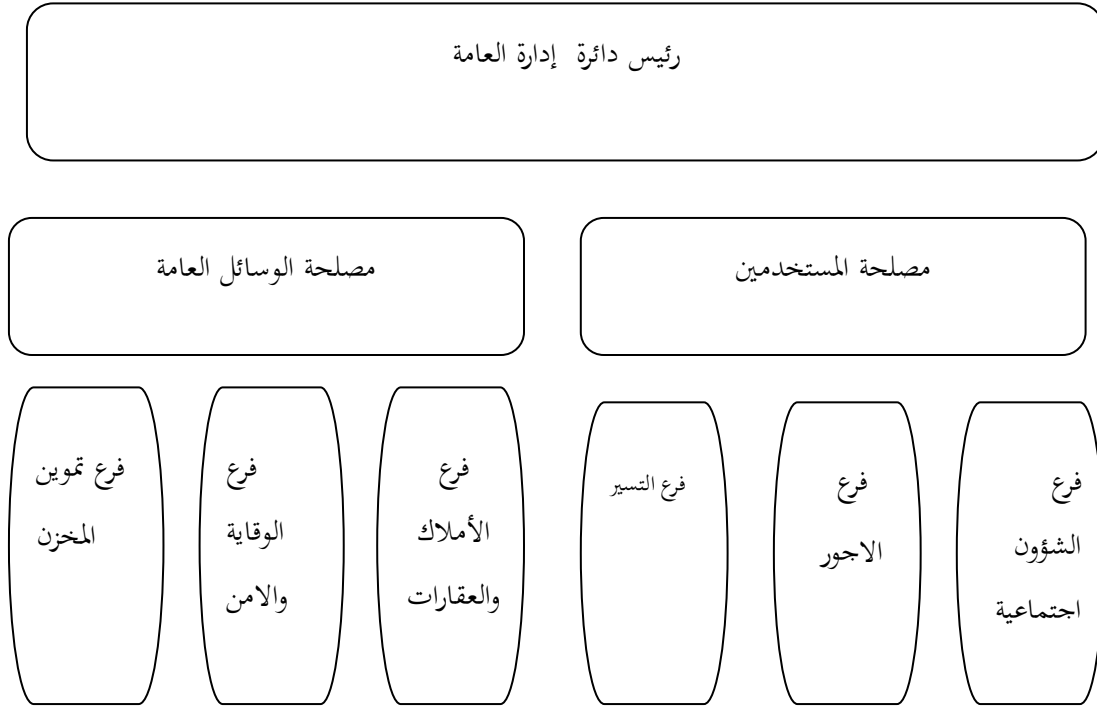 رئيس دائرة إدارة العامة
مصلحة المستخدمين
مصلحة الوسائل العامة
فرع
الشؤون
اجتماعية
فرع
الاجور
فرع التسير
فرع
الأملاك
والعقارات
فرع
الوقاية
والامن
فرع تموين
المخزن